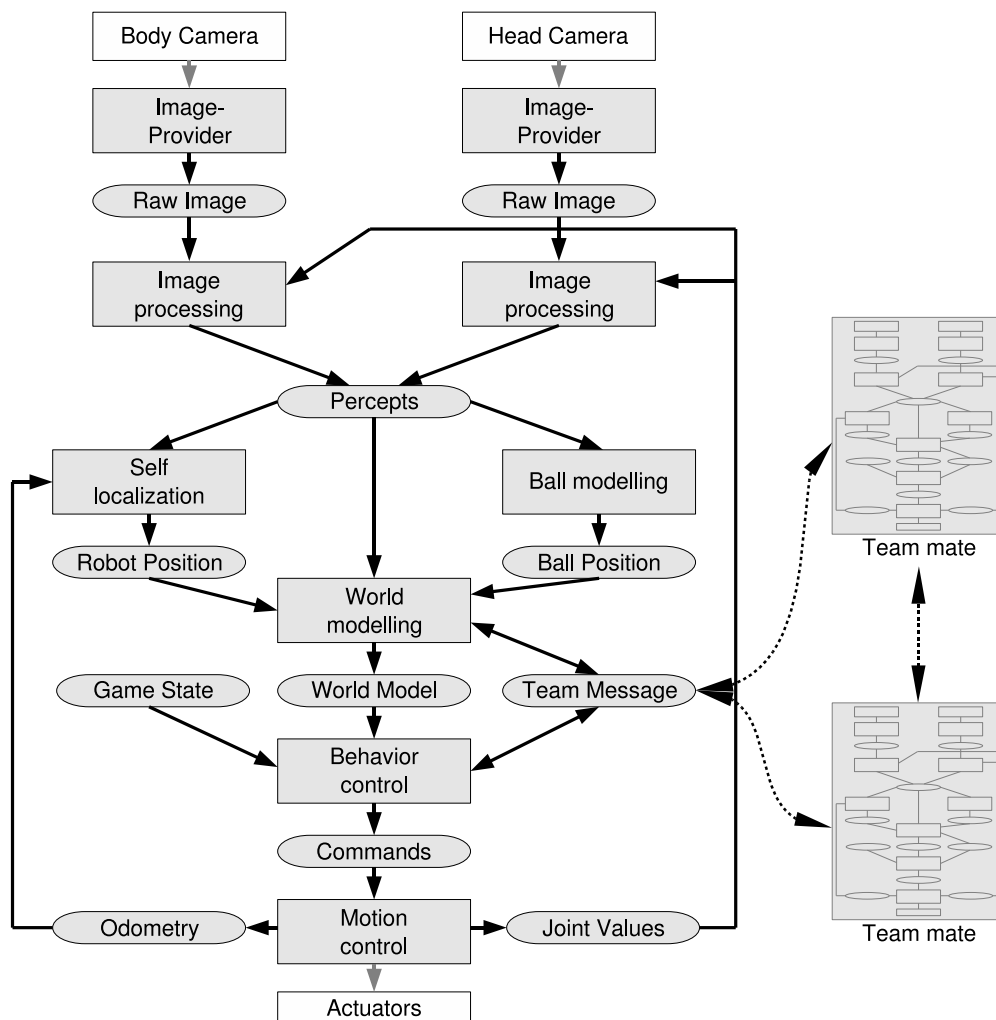 Body Camera
Head Camera
Image-
Provider
Image-
Provider
Raw Image
Raw Image
Image
processing
Image
processing
Percepts
Self
localization
Ball modelling
Robot Position
Ball Position
Team mate
World
modelling
Game State
World Model
Team Message
Behavior
control
Commands
Odometry
Motion
control
Joint Values
Team mate
Actuators